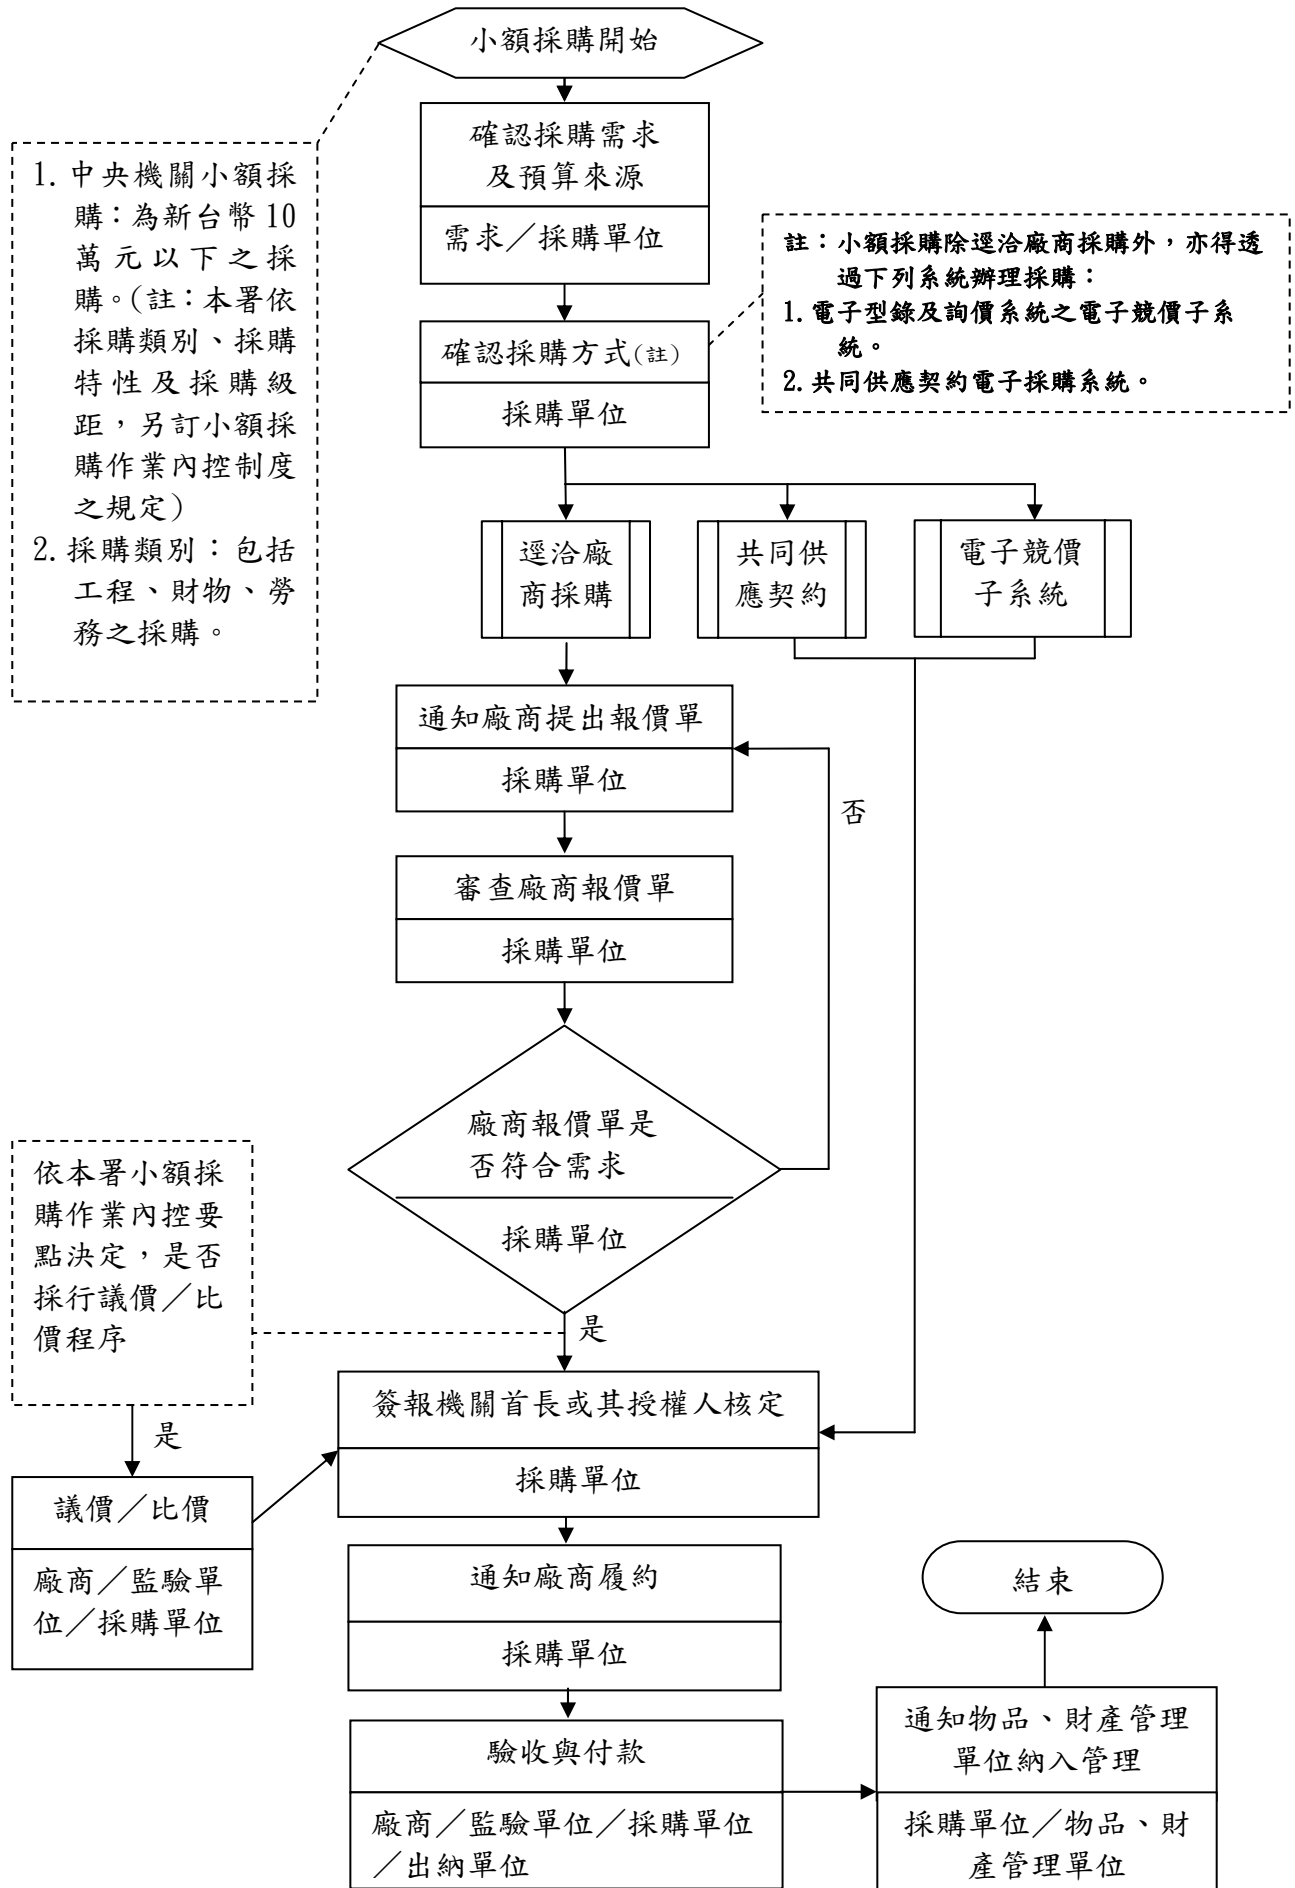 小額採購開始
確認採購需求
及預算來源
需求／採購單位
1. 中央機關小額採
購：為新台幣 10
萬元以下之採
購。(註：本署依
採購類別、採購
特性及採購級
距，另訂小額採
購作業內控制度
之規定)
2. 採購類別：包括
工程、財物、勞
務之採購。
註：小額採購除逕洽廠商採購外，亦得透
過下列系統辦理採購：
1. 電子型錄及詢價系統之電子競價子系
統。
2. 共同供應契約電子採購系統。
確認採購方式(註)
採購單位
逕洽廠
商採購
共同供
應契約
電子競價
子系統
通知廠商提出報價單
採購單位
否
審查廠商報價單
採購單位
廠商報價單是
否符合需求
採購單位
依本署小額採
購作業內控要
點決定，是否
採行議價／比
價程序
是
簽報機關首長或其授權人核定
採購單位
是
議價／比價
廠商／監驗單
位／採購單位
通知廠商履約
採購單位
結束
驗收與付款
廠商／監驗單位／採購單位
／出納單位
通知物品、財產管理
單位納入管理
採購單位／物品、財
產管理單位